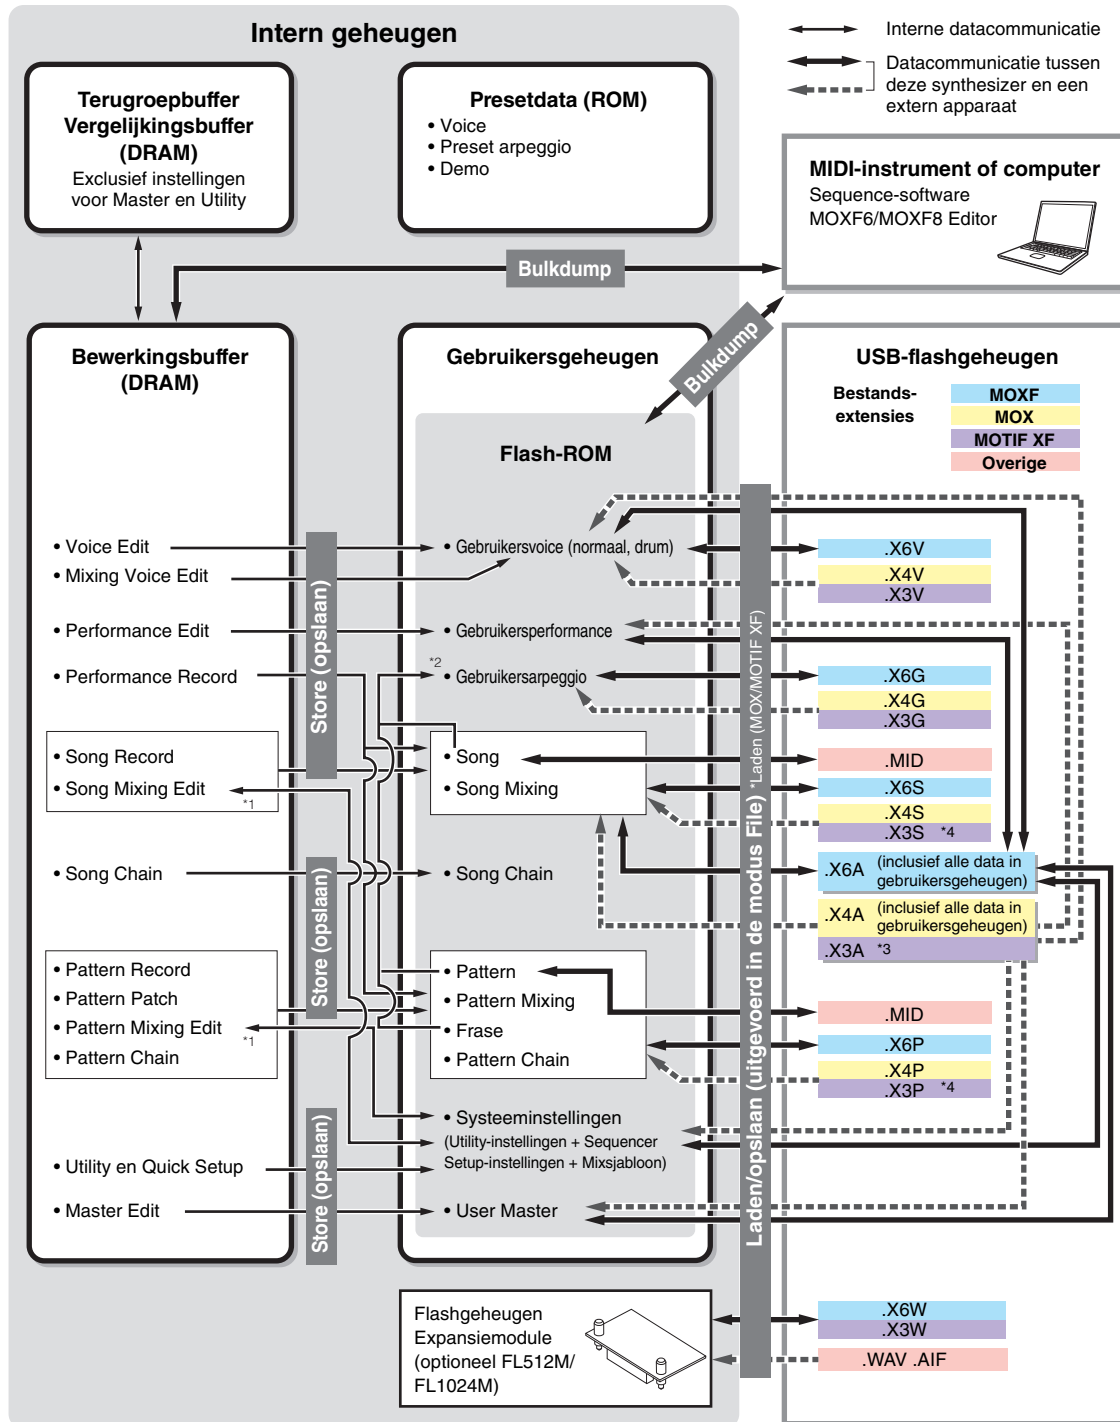 Intern geheugen
Interne datacommunicatie
Datacommunicatie tussen
deze synthesizer en een
extern apparaat
Terugroepbuffer
Vergelijkingsbuffer
(DRAM)
Exclusief instellingen
voor Master en Utility
Presetdata (ROM)
• Voice
• Preset arpeggio
• Demo
MIDI-instrument of computer
Sequence-software
MOXF6/MOXF8 Editor
Bulkdump
Bulkdump
Bewerkingsbuffer
(DRAM)
• Voice Edit
• Mixing Voice Edit
• Performance Edit
• Performance Record
• Song Record
• Song Mixing Edit
*1
• Song Chain
• Pattern Record
• Pattern Patch
• Pattern Mixing Edit
*1
• Pattern Chain
• Utility en Quick Setup
• Master Edit
Store (opslaan)
Store (opslaan)
Store (opslaan)
Gebruikersgeheugen
Flash-ROM
• Gebruikersvoice (normaal, drum)
• Gebruikersperformance
*2
• Gebruikersarpeggio
• Song
• Song Mixing
• Song Chain
• Pattern
• Pattern Mixing
• Frase
• Pattern Chain
• Systeeminstellingen
(Utility-instellingen + Sequencer
Setup-instellingen + Mixsjabloon)
• User Master
Flashgeheugen
Expansiemodule
(optioneel FL512M/
FL1024M)
Laden/opslaan (uitgevoerd in de modus File) *Laden (MOX/MOTIF XF)
USB-flashgeheugen
Bestands-
extensies
MOXF
MOX
MOTIF XF
Overige
.X6V
.X4V
.X3V
.X6G
.X4G
.X3G
.MID
.X6S
.X4S
.X3S *4
.X6A (inclusief alle data in
gebruikersgeheugen)
.X4A (inclusief alle data in
gebruikersgeheugen)
.X3A *3
.MID
.X6P
.X4P
.X3P *4
.X6W
.X3W
.WAV .AIF